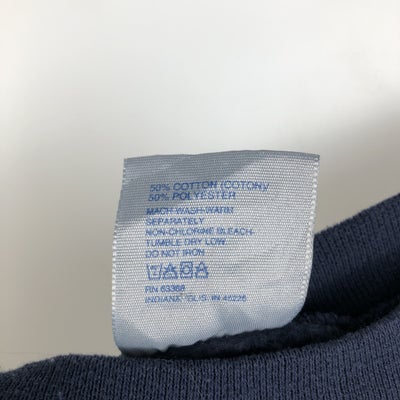 50% COTTON (COTON)/
50% POLYESTER
MACH WASH WARM
SEPARATELY
NON-CHLORINE BLEACH
TUMBLE DRY LOW
DO NOT IRON
RN 63368
INDIANAPOLIS, IN 46226